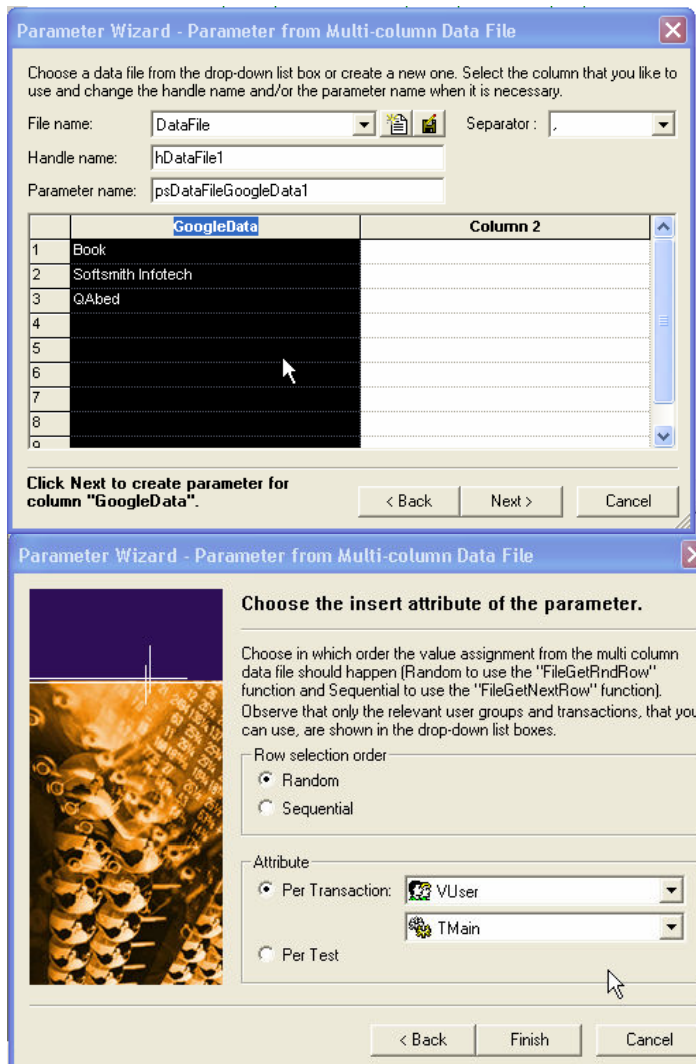 Parameter Wizard - Parameter from Multi-column Data File
Choose a data file from the drop-down list box or create a new one. Select the column that you like to
use and change the handle name and/or the parameter name when it is necessary.
File name: DataFile Separator : ,
Handle name: hDataFile1
Parameter name: psDataFileGoogleData1
GoogleData Column 2
1 Book
2 Softsmith Infotech
3 QAbed
4
5
6
7
8
9
Click Next to create parameter for
column "GoogleData".
< Back Next > Cancel
Parameter Wizard - Parameter from Multi-column Data File
Choose the insert attribute of the parameter.
Choose in which order the value assignment from the multi column
data file should happen (Random to use the "FileGetRndRow"
function and Sequential to use the "FileGetNextRow" function).
Observe that only the relevant user groups and transactions, that you
can use, are shown in the drop-down list boxes.
Row selection order
Random
Sequential
Attribute
Per Transaction: VUser
TMain
Per Test
< Back Finish Cancel